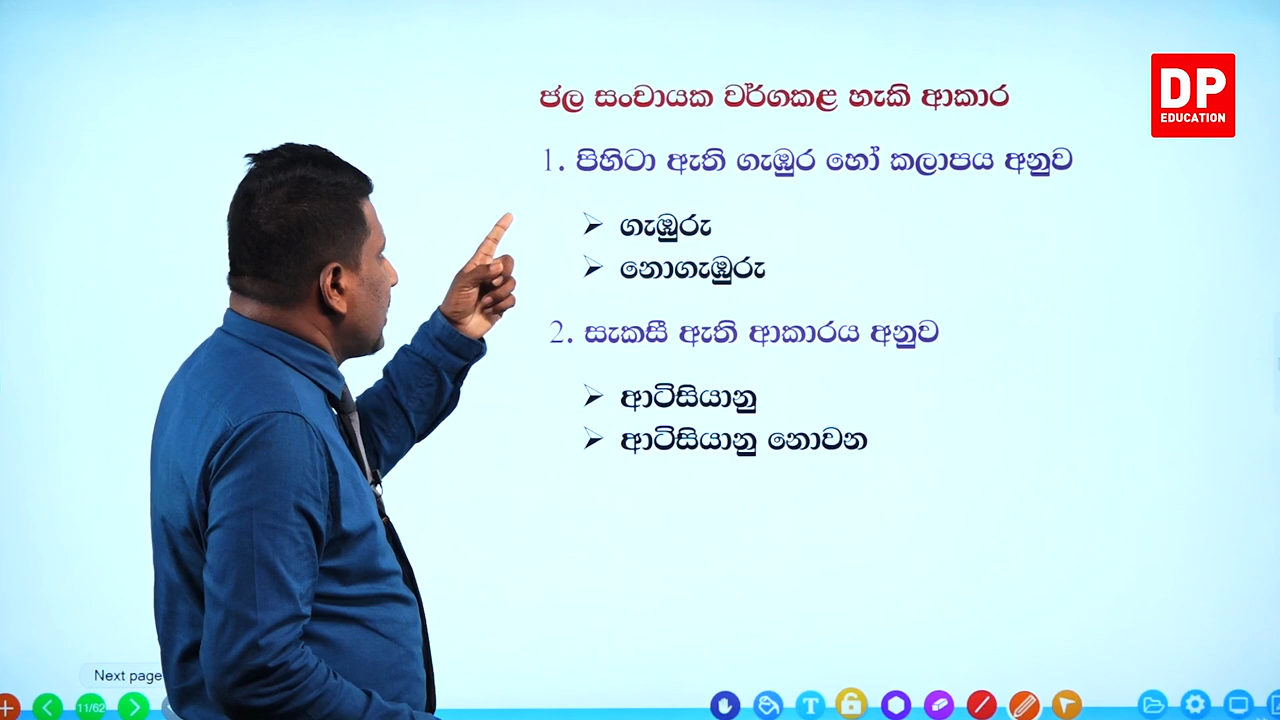 ජල සංචායක වර්ගකළ හැකි ආකාර
DP
EDUCATION
1. පිහිටා ඇති ගැඹුර හෝ කලාපය අනුව
➢ ගැඹුරු
➢ නොගැඹුරු
2. සැකසී ඇති ආකාරය අනුව
➢ ආටිසියානු
➢ ආටිසියානු නොවන
Next page
11/62
T